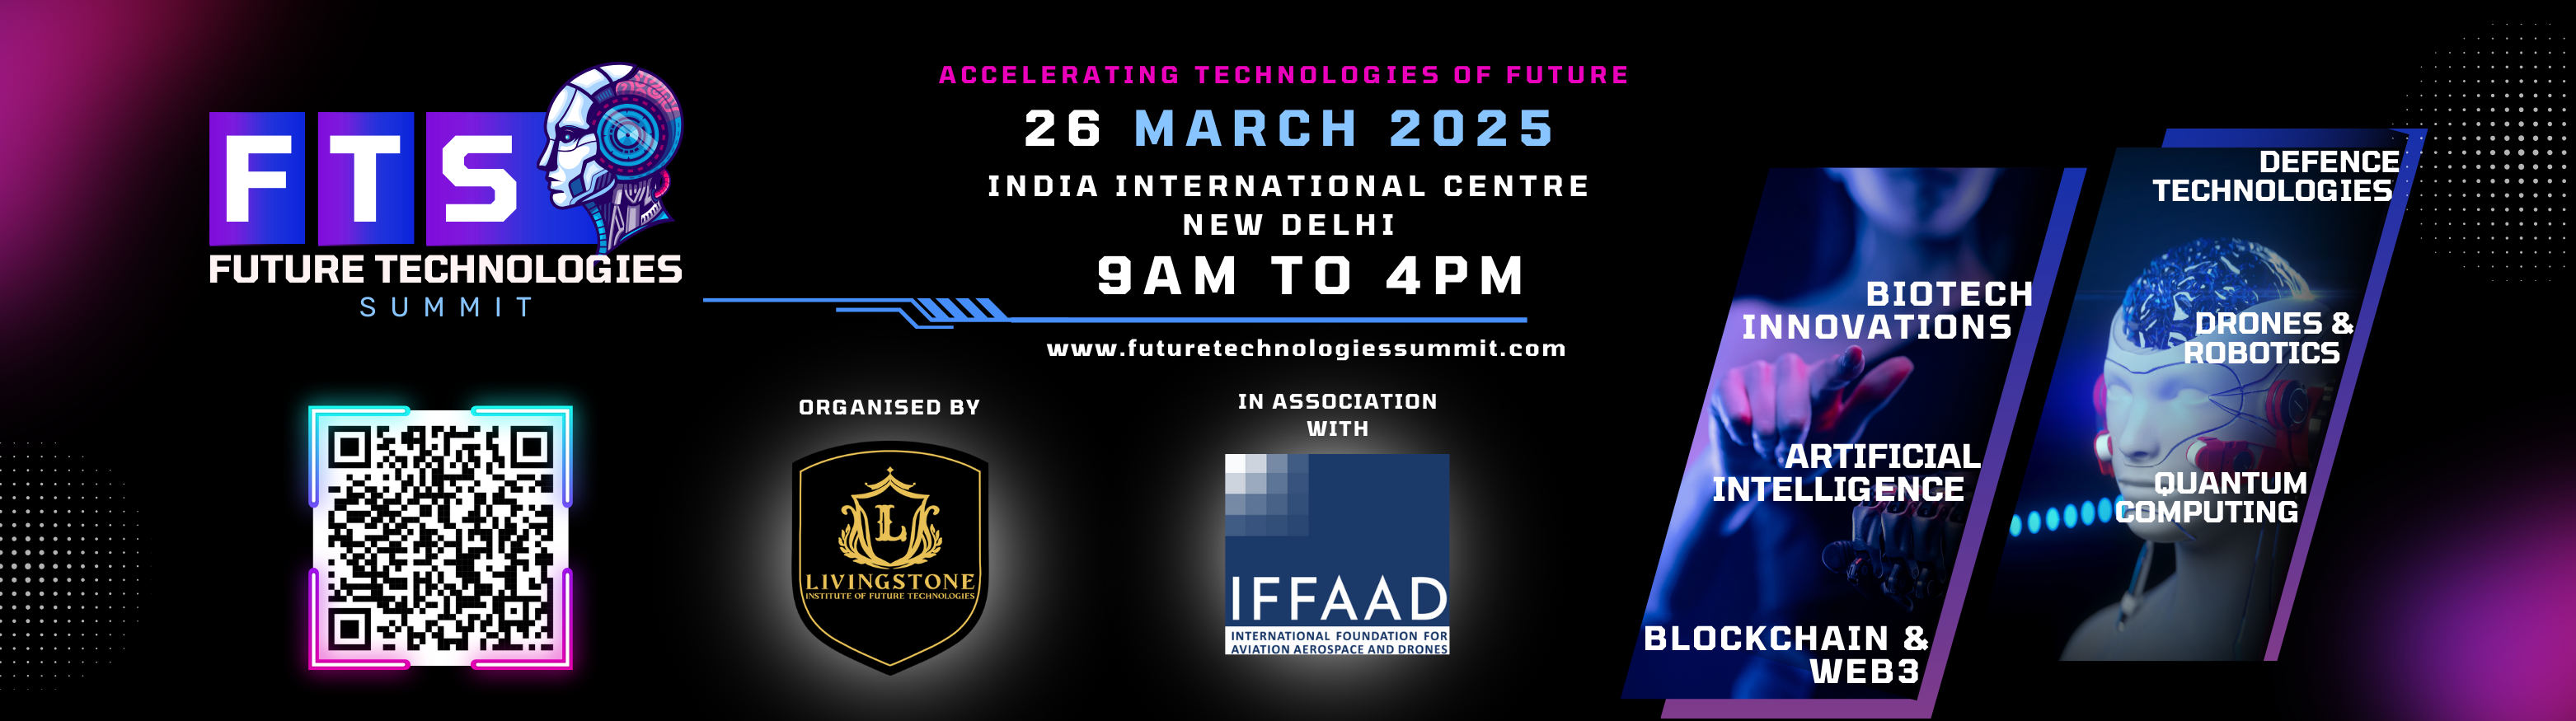 FTS
FUTURE TECHNOLOGIES
SUMMIT
ACCELERATING TECHNOLOGIES OF FUTURE
26 MARCH 2025
INDIA INTERNATIONAL CENTRE
NEW DELHI
9AM TO 4PM
www.futuretechnologiessummit.com
ORGANISED BY
L
LIVINGSTONE
INSTITUTE OF FUTURE TECHNOLOGIES
IN ASSOCIATION
WITH
IFFAAD
INTERNATIONAL FOUNDATION FOR
AVIATION AEROSPACE AND DRONES
BIOTECH
INNOVATIONS
ARTIFICIAL
INTELLIGENCE
BLOCKCHAIN &
WEB3
DEFENCE
TECHNOLOGIES
DRONES &
ROBOTICS
QUANTUM
COMPUTING